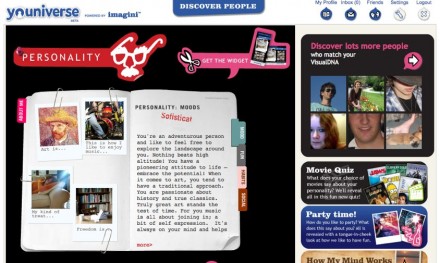 youniverse
BETA
POWERED BY imagini™
DISCOVER PEOPLE
My Profile
Inbox (0)
Friends
Settings
PERSONALITY
GET THE WIDGET
ABOUT ME
Art is...
This is how I
like to enjoy
music...
My kind of
treat...
Freedom is...
PERSONALITY: MOODS
You're an adventurous person
and like to feel free to
explore the landscape around
you. Nothing beats high
altitude! You have a
pioneering attitude to life –
embrace the potential! When
it comes to art, you tend to
have a traditional approach.
You are passionate about
history and true classics.
Truly great art stands the
test of time. For you music
is all about joining in; a
bit of self expression. It's
always on your mind and helps
more>
MOODS
FUN
HABITS
SOCIAL
Discover lots more people
who match your
VisualDNA
Movie Quiz
What does your choice
of movies say about your
personality? We'll reveal
all in this fun new quiz!
Party time!
How do you like to party? What
does this say about you? All is
revealed with a tongue-in-cheek
look at how we like to have fun.
How My Mind Works